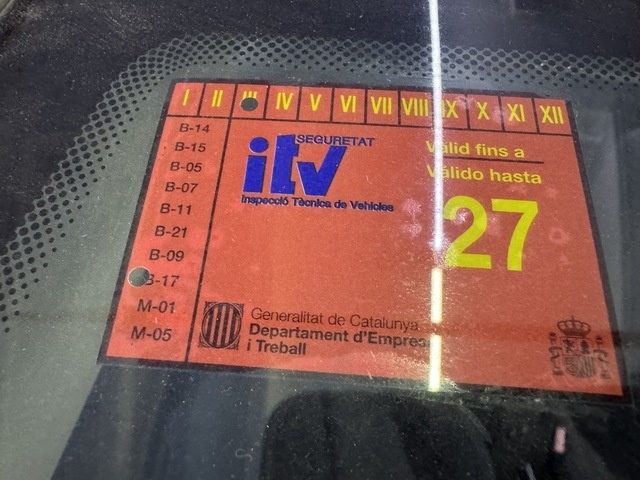 I II III IV V VI VII VIII IX X XI XII
B-14
B-15
B-05
B-07
B-11
B-21
B-09
B-17
M-01
M-05
SEGURETAT
itv
Inspecció Tècnica de Vehicles
Vàlid fins a
Válido hasta
27
Generalitat de Catalunya
Departament d'Empresa
i Treball